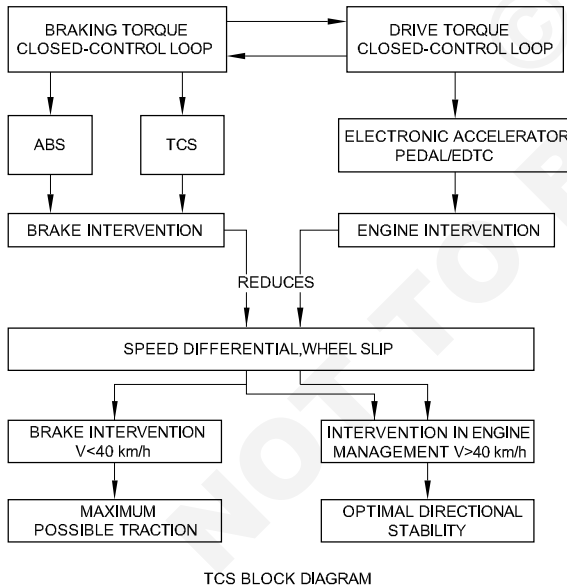 BRAKING TORQUE
CLOSED-CONTROL LOOP
DRIVE TORQUE
CLOSED-CONTROL LOOP
ABS
TCS
ELECTRONIC ACCELERATOR
PEDAL/EDTC
BRAKE INTERVENTION
ENGINE INTERVENTION
REDUCES
SPEED DIFFERENTIAL,WHEEL SLIP
BRAKE INTERVENTION
V<40 km/h
INTERVENTION IN ENGINE
MANAGEMENT V>40 km/h
MAXIMUM
POSSIBLE TRACTION
OPTIMAL DIRECTIONAL
STABILITY
TCS BLOCK DIAGRAM
©
NOT TO B